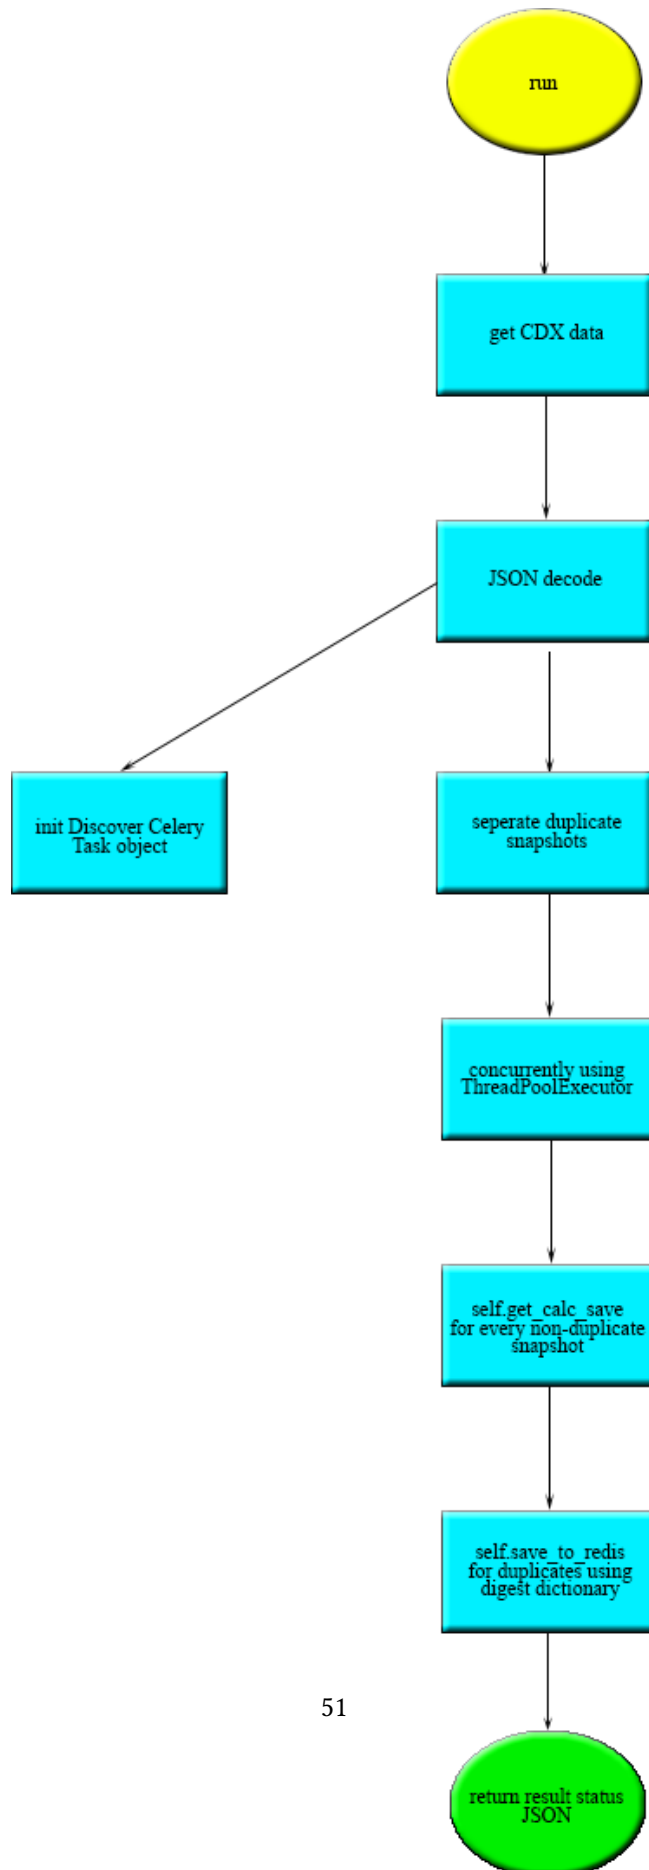 run
get CDX data
JSON decode
init Discover Celery
Task object
seperate duplicate
snapshots
concurrently using
ThreadPoolExecutor
self.get_calc_save
for every non-duplicate
snapshot
self.save_to_redis
for duplicates using
digest dictionary
51
return result status
JSON